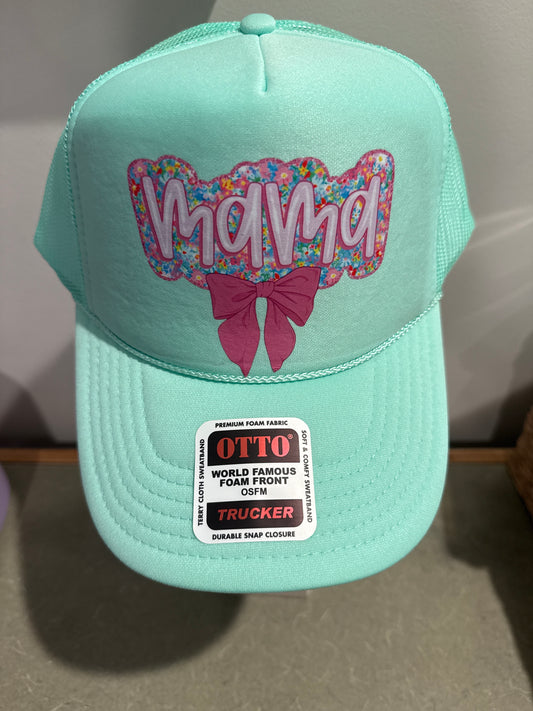 mama
PREMIUM FOAM FABRIC
TERRY CLOTH SWEATBAND
OTTO®
WORLD FAMOUS
FOAM FRONT
OSFM
TRUCKER
SOFT & COMFY SWEATBAND
DURABLE SNAP CLOSURE